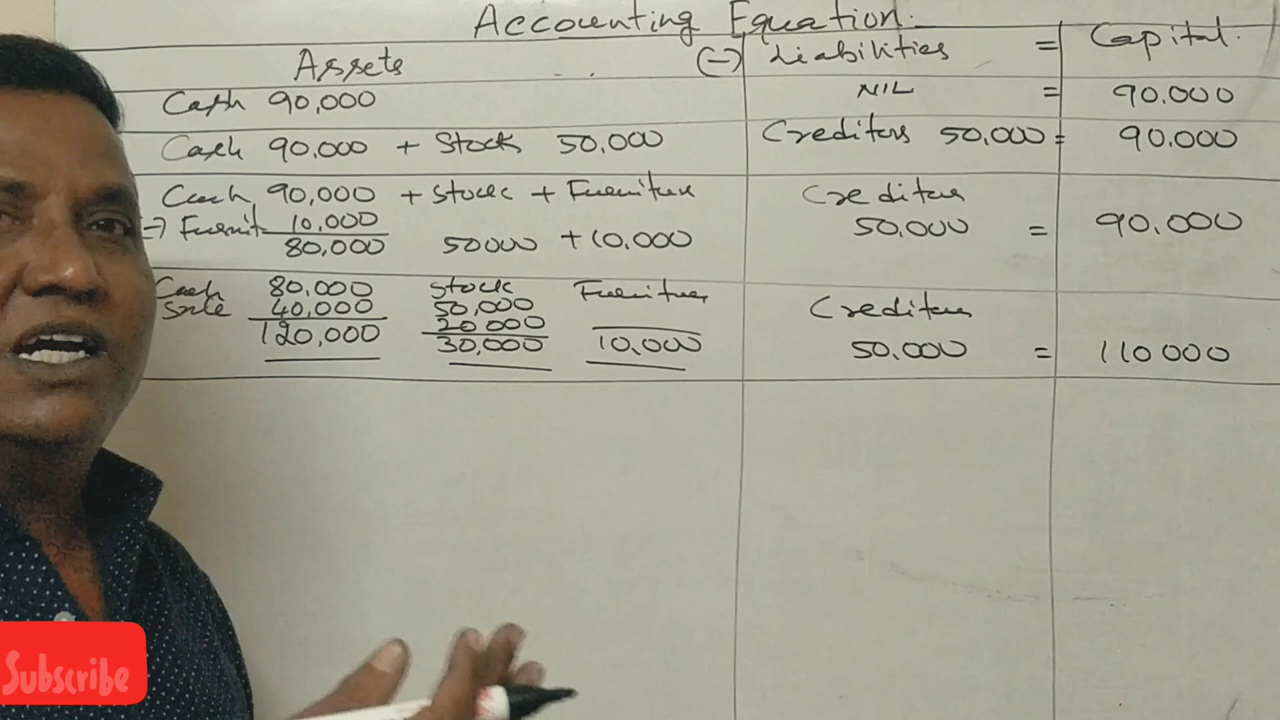 Accounting Equation.
Assets (-) Liabilities = Capital.
Cash 90,000 NIL = 90.000
Cash 90,000 + Stock 50,000 Creditors 50,000 = 90.000
Cash 90,000 + Stock + Furniture Creditors
(-) Furnit 10,000 50.000 = 90.000
80,000 50000 + 10.000
Cash 80,000 Stock Furniture Creditors
Sale 40,000 50,000
20000
120,000 30,000 10,000 50.000 = 110000
Subscribe